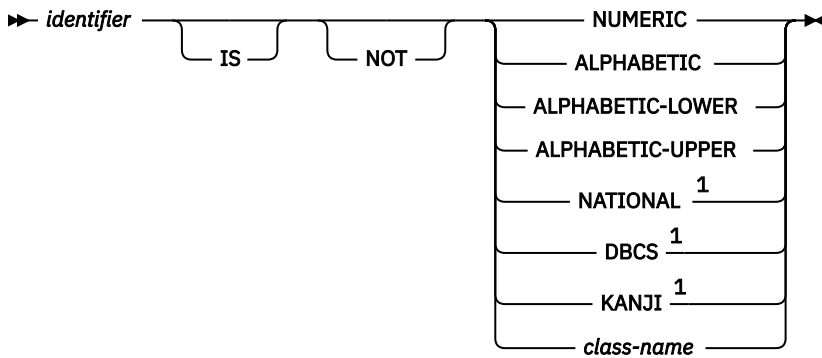 identifier NUMERIC
IS NOT ALPHABETIC
ALPHABETIC-LOWER
ALPHABETIC-UPPER
NATIONAL 1
DBCS 1
KANJI 1
class-name